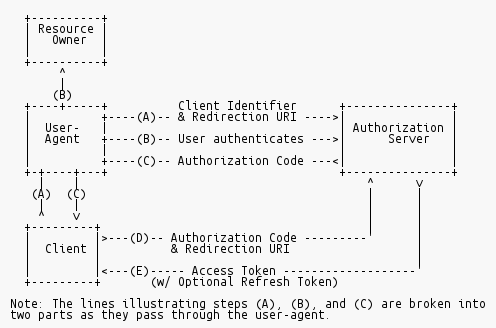 Resource
Owner
(B)
Client Identifier
(A)-- & Redirection URI
User-
Agent
(B)-- User authenticates
Authorization
Server
(C)-- Authorization Code
(A) (C)
Client
(D)-- Authorization Code
& Redirection URI
(E)----- Access Token
(w/ Optional Refresh Token)
Note: The lines illustrating steps (A), (B), and (C) are broken into
two parts as they pass through the user-agent.